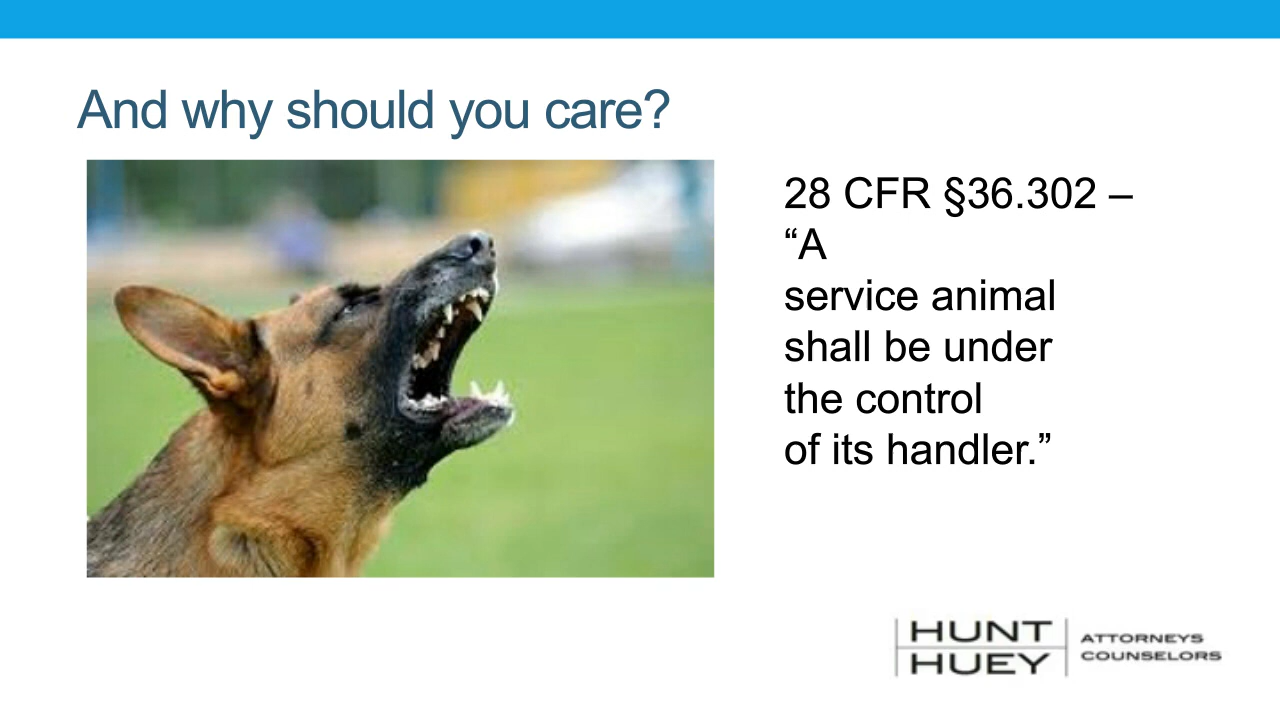 And why should you care?
28 CFR §36.302 –
“A
service animal
shall be under
the control
of its handler.”
HUNT
HUEY
ATTORNEYS
COUNSELORS